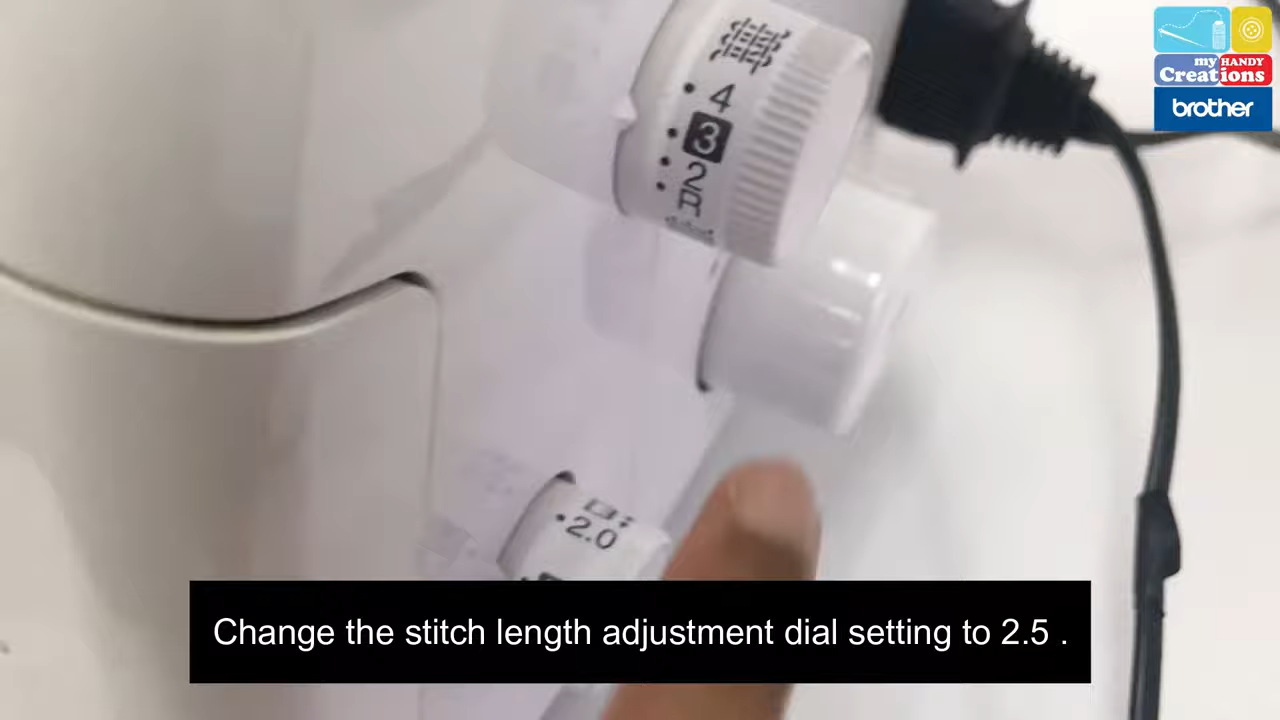 my HANDY
Creations
brother
4
3
2
R
2.0
Change the stitch length adjustment dial setting to 2.5 .